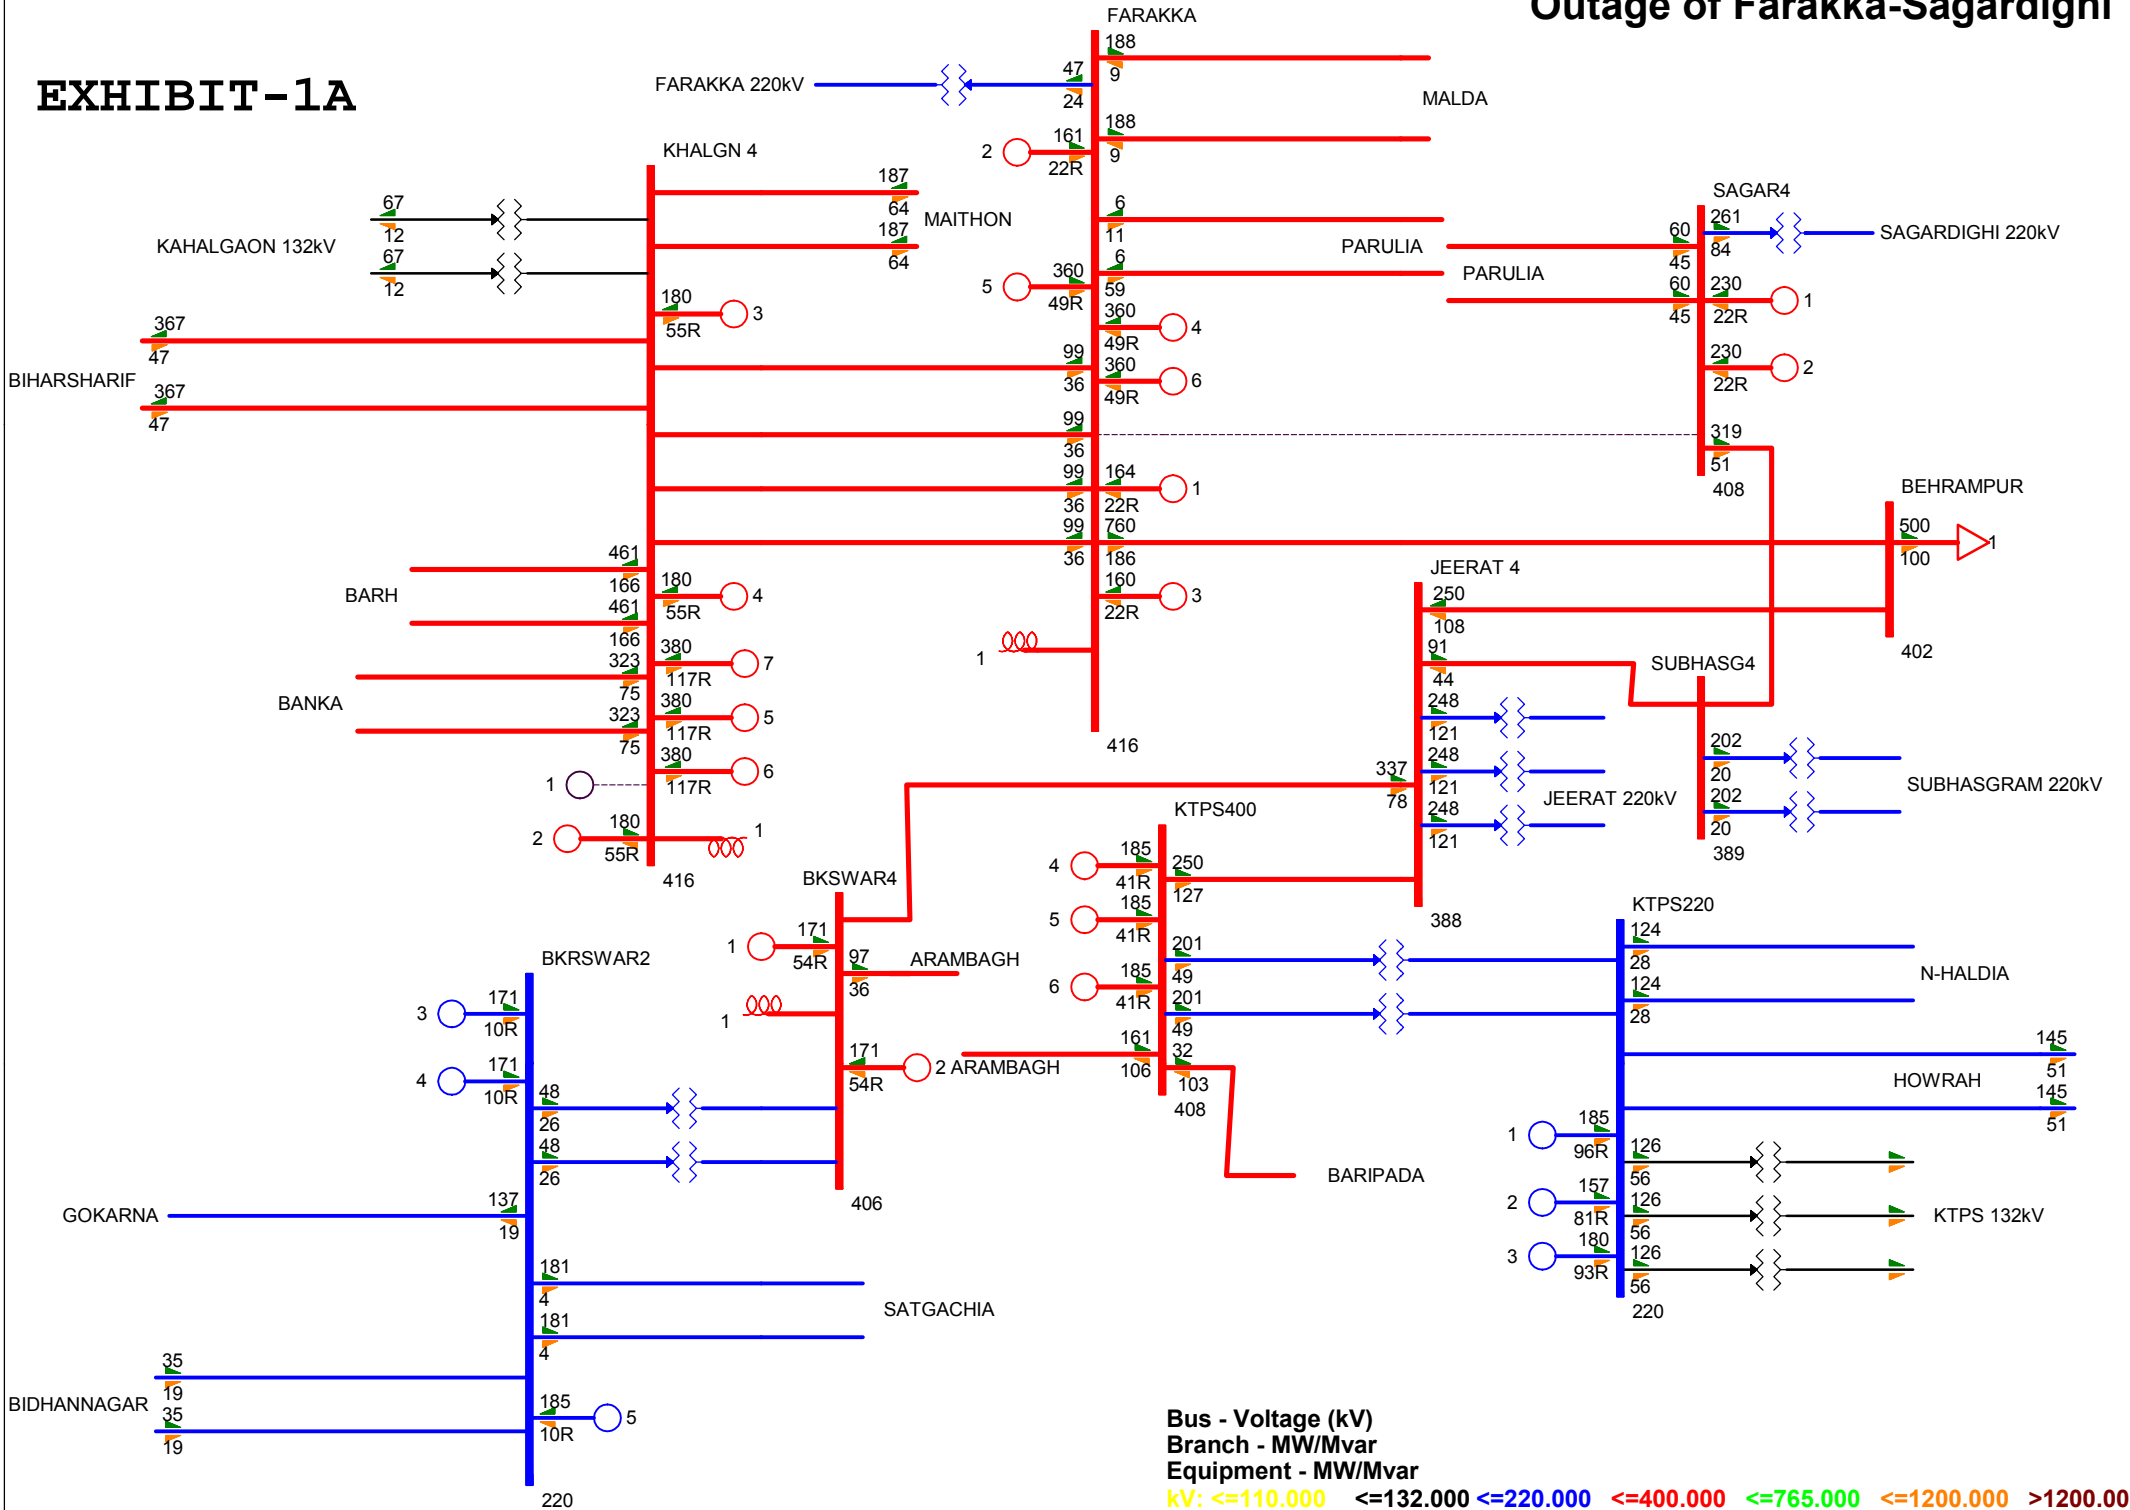 Outage of Farakka-Sagardighi
EXHIBIT-1A
FARAKKA
188
9
FARAKKA 220kV
47
24
MALDA
188
9
2
161
22R
KHALGN 4
187
64
MAITHON
187
64
67
12
KAHALGAON 132kV
67
12
6
11
PARULIA
6
59
PARULIA
5
360
49R
360
49R
4
360
49R
6
SAGAR4
261
84
SAGARDIGHI 220kV
60
45
60
45
230
22R
1
230
22R
2
319
51
408
180
55R
3
367
47
BIHARSHARIF
367
47
99
36
99
36
99
36
99
36
164
22R
1
760
186
160
22R
3
1
416
BEHRAMPUR
500
100
1
402
461
166
BARH
461
166
180
55R
4
323
75
BANKA
323
75
380
117R
7
380
117R
5
380
117R
6
1
2
180
55R
1
416
JEERAT 4
250
108
91
44
248
121
248
121
JEERAT 220kV
248
121
337
78
388
SUBHASG4
202
20
SUBHASGRAM 220kV
202
20
389
KTPS400
4
185
41R
250
127
5
185
41R
201
49
6
185
41R
201
49
161
106
32
103
408
ARAMBAGH
BARIPADA
BKSWAR4
1
171
54R
97
36
ARAMBAGH
1
171
54R
2
406
BKRSWAR2
3
171
10R
4
171
10R
48
26
48
26
GOKARNA
137
19
181
4
SATGACHIA
181
4
35
19
BIDHANNAGAR
35
19
185
10R
5
220
KTPS220
124
28
N-HALDIA
124
28
145
51
HOWRAH
145
51
1
185
96R
126
56
2
157
81R
126
56
KTPS 132kV
3
180
93R
126
56
220
Bus - Voltage (kV)
Branch - MW/Mvar
Equipment - MW/Mvar
kV: <=110.000 <=132.000 <=220.000 <=400.000 <=765.000 <=1200.000 >1200.00